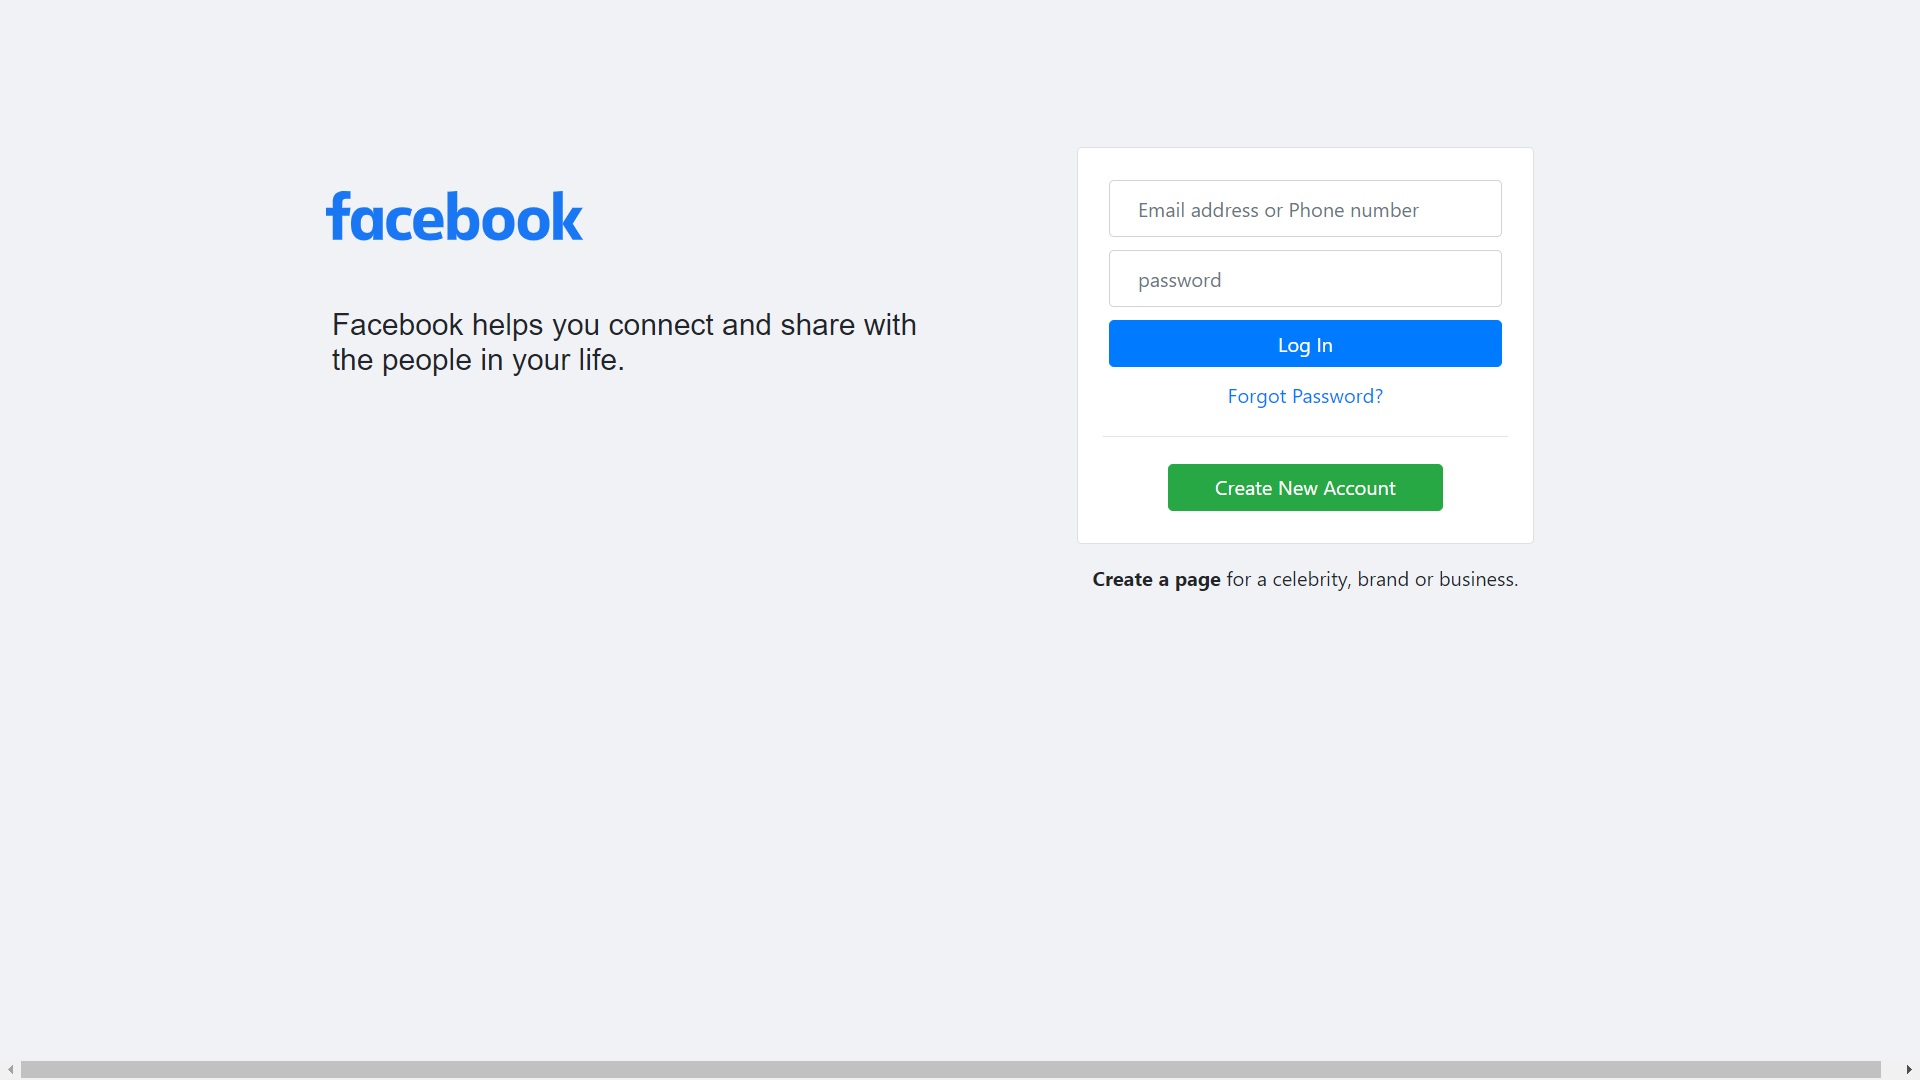 facebook
Facebook helps you connect and share with
the people in your life.
Email address or Phone number
password
Log In
Forgot Password?
Create New Account
Create a page for a celebrity, brand or business.